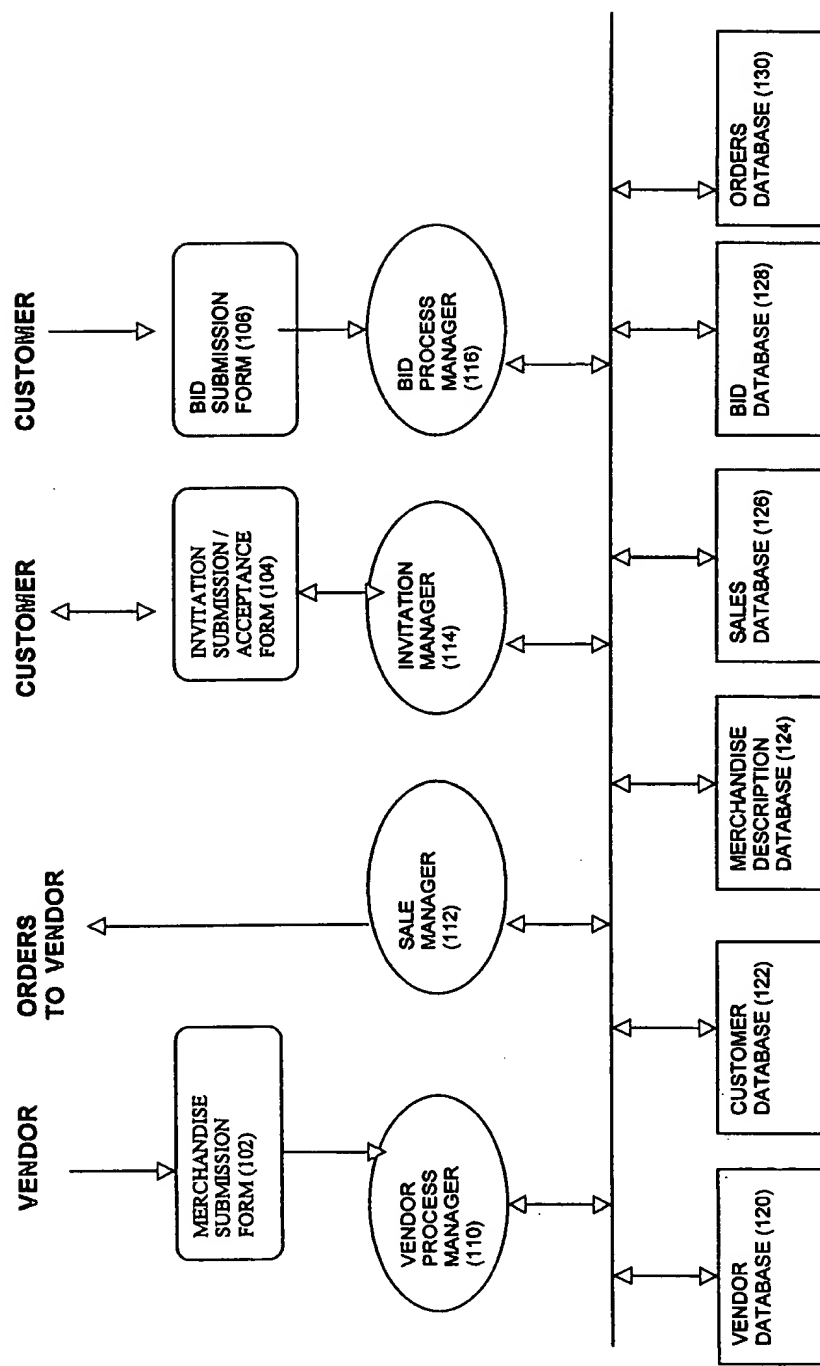 VENDOR
ORDERS
TO VENDOR
CUSTOMER
CUSTOMER
MERCHANDISE
SUBMISSION
FORM (102)
INVITATION
SUBMISSION /
ACCEPTANCE
FORM (104)
BID
SUBMISSION
FORM (106)
VENDOR
PROCESS
MANAGER
(110)
SALE
MANAGER
(112)
INVITATION
MANAGER
(114)
BID
PROCESS
MANAGER
(116)
VENDOR
DATABASE (120)
CUSTOMER
DATABASE (122)
MERCHANDISE
DESCRIPTION
DATABASE (124)
SALES
DATABASE (126)
BID
DATABASE (128)
ORDERS
DATABASE (130)